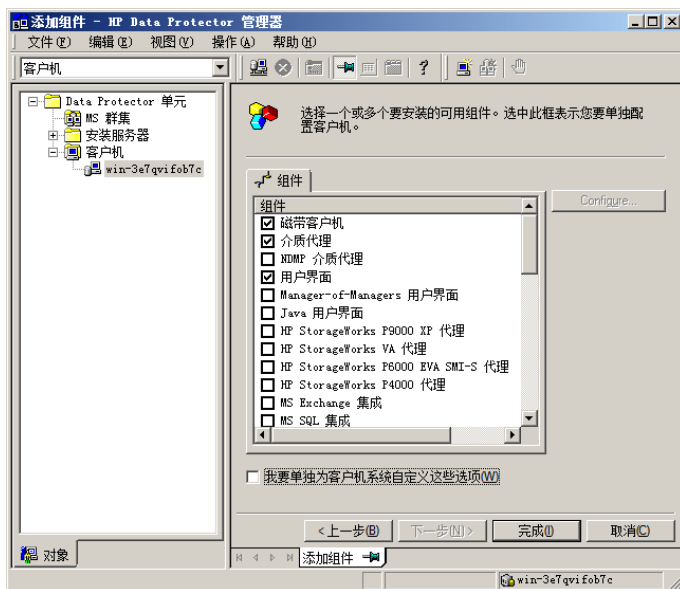 添加组件 - HP Data Protector 管理器
文件(F) 编辑(E) 视图(V) 操作(A) 帮助(H)
客户机
Data Protector 单元
MS 群集
安装服务器
客户机
win-3e7qvifob7c
选择一个或多个要安装的可用组件。选中此框表示您要单独配
置客户机。
组件
Configure...
组件
磁带客户机
介质代理
NDMP 介质代理
用户界面
Manager-of-Managers 用户界面
Java 用户界面
HP StorageWorks P9000 XP 代理
HP StorageWorks VA 代理
HP StorageWorks P6000 EVA SMI-S 代理
HP StorageWorks P4000 代理
MS Exchange 集成
MS SQL 集成
我要单独为客户机系统自定义这些选项(W)
<上一步(B) 下一步(N)> 完成(I) 取消(C)
对象
添加组件
win-3e7qvifob7c